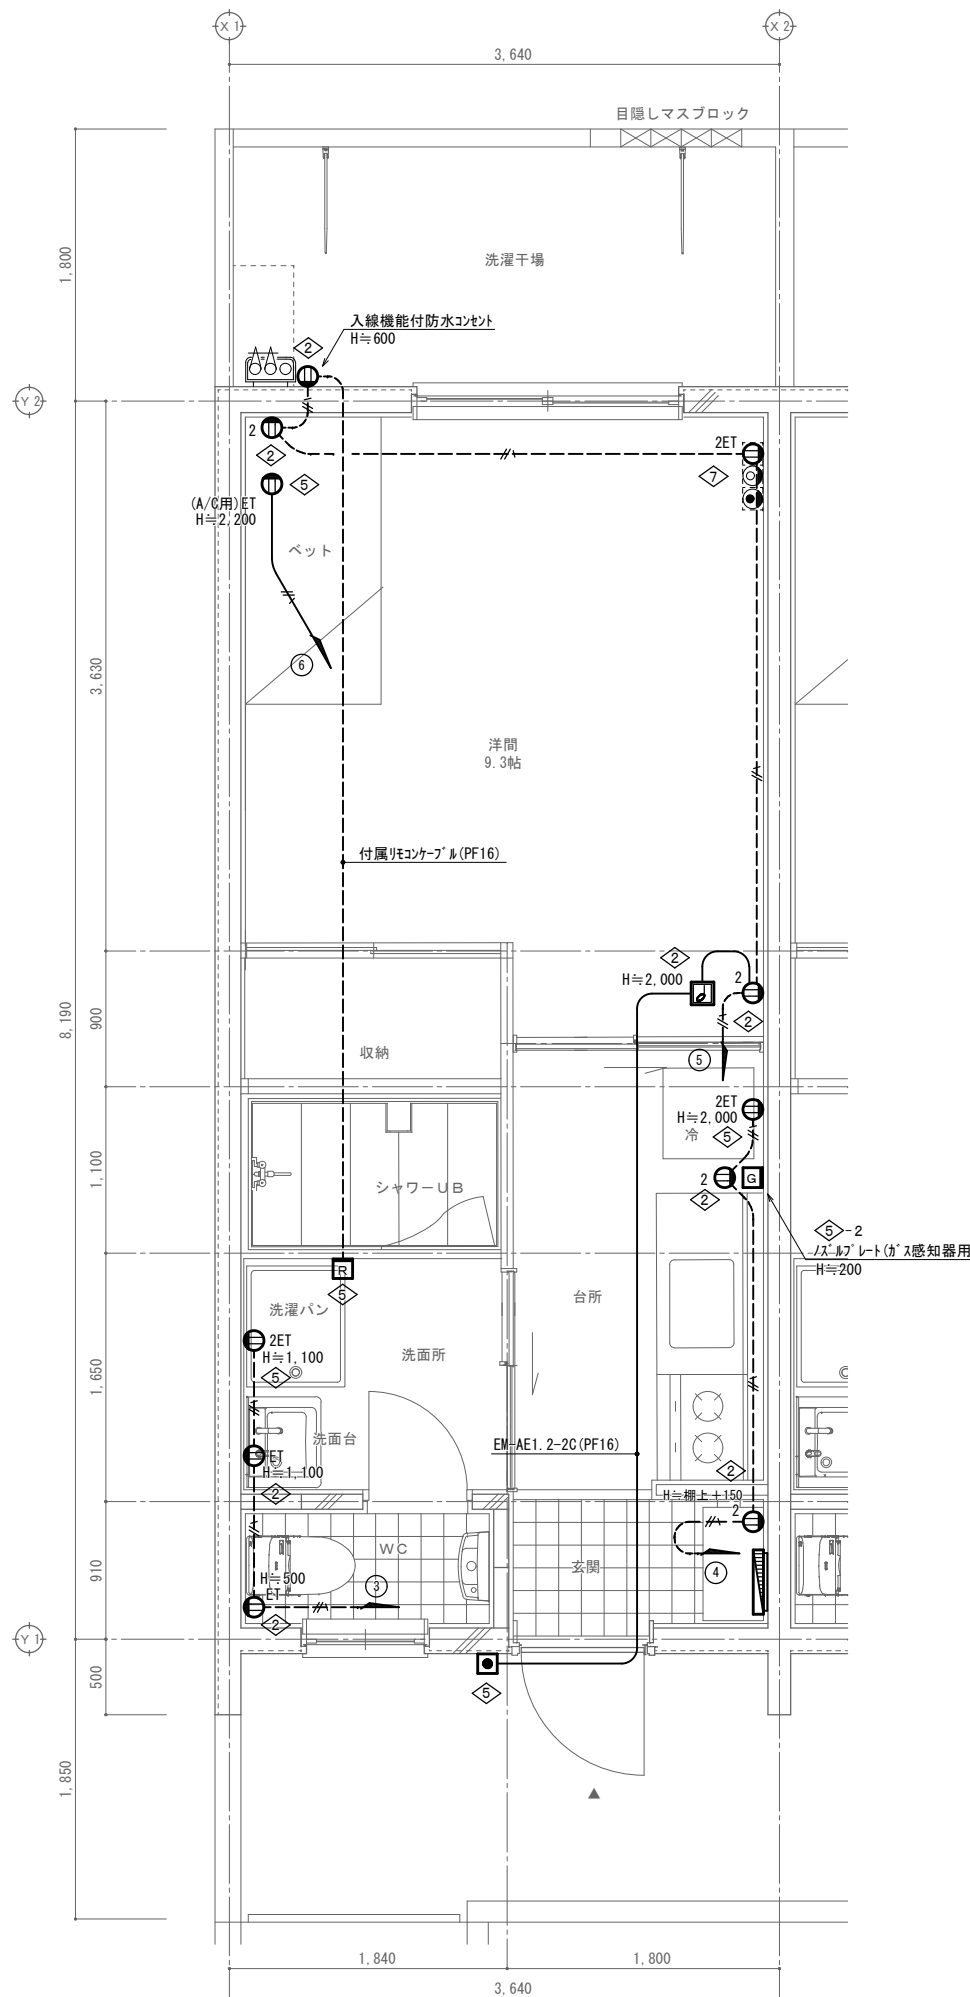 X1
X2
3,640
目隠しマスブロック
1,800
洗濯干場
入線機能付防水コンセント
H≒600
2
Y2
2
2
2ET
7
5
(A/C用)ET
H≒2,200
ベット
6
3,630
洋間
9.3帖
付属リモコンケーブル(PF16)
2
H≒2,000
2
2
8,190
900
収納
5
2ET
H≒2,000
冷
5
1,100
シャワーUB
2
G
2
5-2
ノズルプレート(ガス感知器用
H≒200
R
5
洗濯パン
台所
2ET
H≒1,100
5
洗面所
1,650
洗面台
ET
H≒1,100
2
EM-AE1.2-2C(PF16)
2
H≒棚上+150
2
WC
910
H≒500
ET
3
玄関
4
2
Y1
500
5
1,850
▲
1,840
1,800
3,640